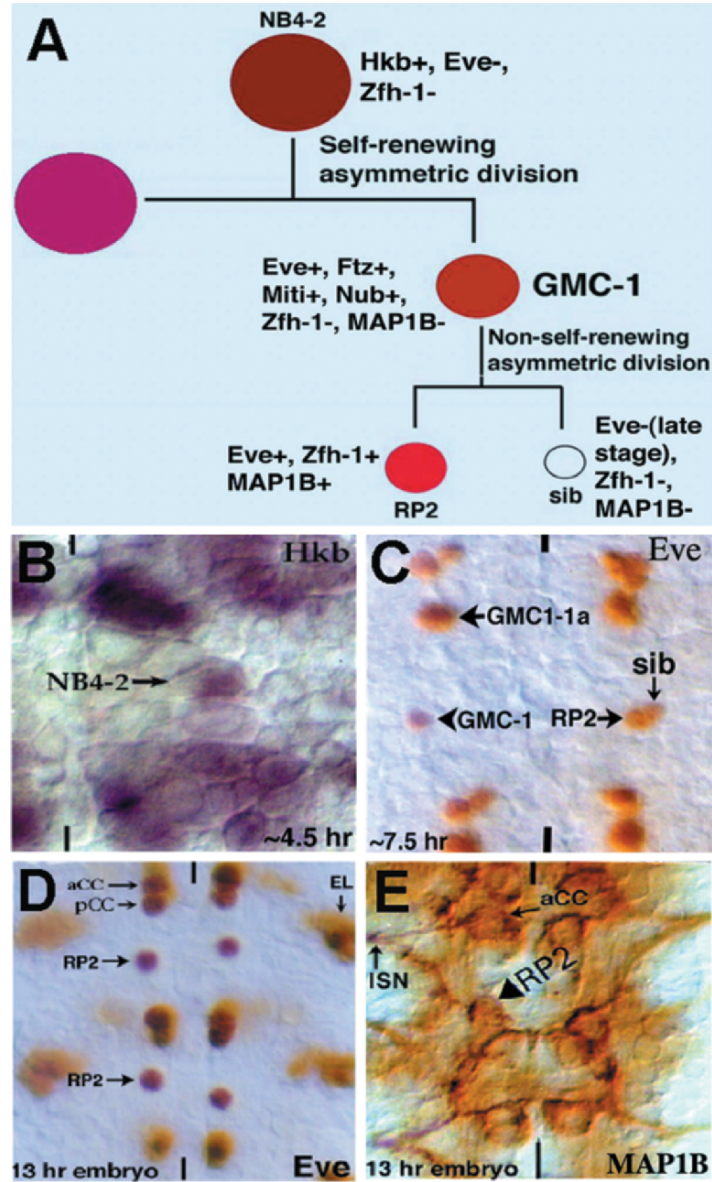 A
NB4-2
Hkb+, Eve-,
Zfh-1-
Self-renewing
asymmetric division
Eve+, Ftz+,
Miti+, Nub+,
Zfh-1-, MAP1B-
GMC-1
Non-self-renewing
asymmetric division
Eve+, Zfh-1+
MAP1B+
RP2
sib
Eve-(late
stage),
Zfh-1-,
MAP1B-
B
Hkb
NB4-2
~4.5 hr
C
Eve
GMC1-1a
sib
GMC-1
RP2
~7.5 hr
D
aCC
pCC
EL
RP2
RP2
13 hr embryo
Eve
E
aCC
RP2
ISN
13 hr embryo
MAP1B